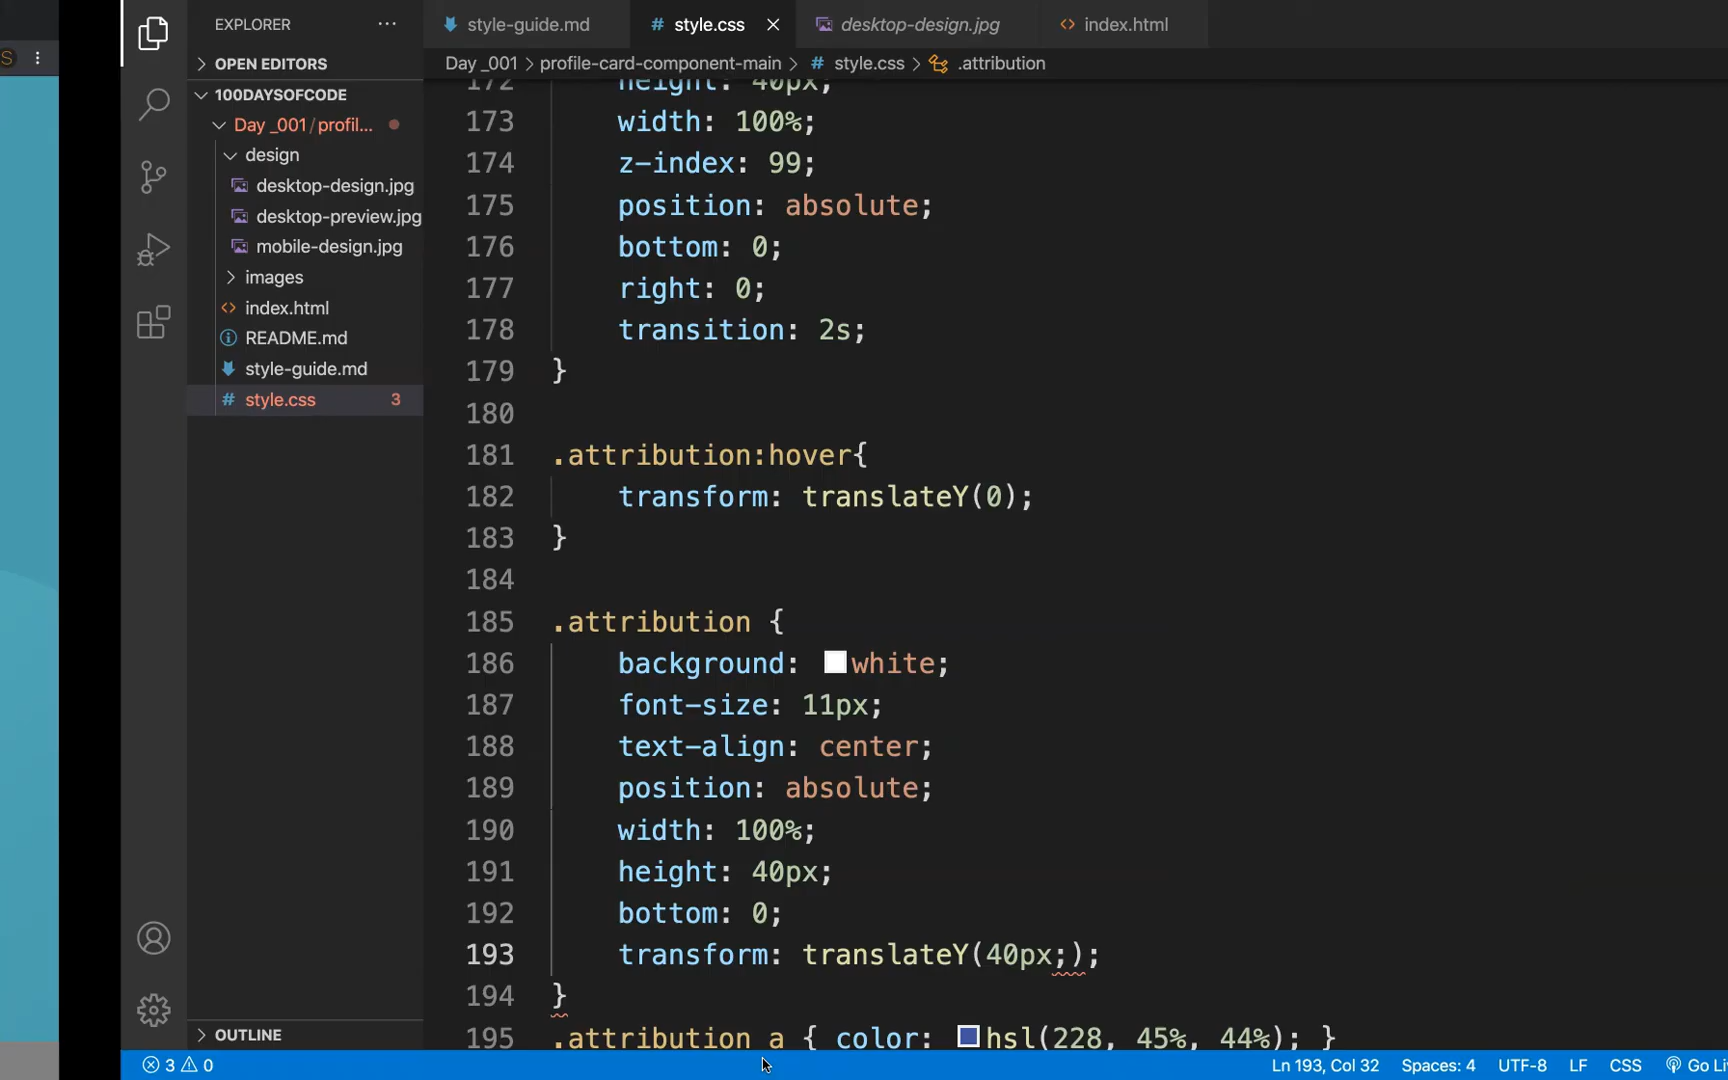 S
EXPLORER
style-guide.md
# style.css
desktop-design.jpg
index.html
OPEN EDITORS
Day _001 > profile-card-component-main > # style.css > .attribution
100DAYSOFCODE
Day _001/profil...
design
desktop-design.jpg
desktop-preview.jpg
mobile-design.jpg
images
index.html
README.md
style-guide.md
# style.css 3
OUTLINE
172 height: 40px;
173 width: 100%;
174 z-index: 99;
175 position: absolute;
176 bottom: 0;
177 right: 0;
178 transition: 2s;
179 }
180
181 .attribution:hover{
182 transform: translateY(0);
183 }
184
185 .attribution {
186 background: white;
187 font-size: 11px;
188 text-align: center;
189 position: absolute;
190 width: 100%;
191 height: 40px;
192 bottom: 0;
193 transform: translateY(40px;);
194 }
195 .attribution a { color: hsl(228, 45%, 44%); }
3 0 Ln 193, Col 32 Spaces: 4 UTF-8 LF CSS Go Li